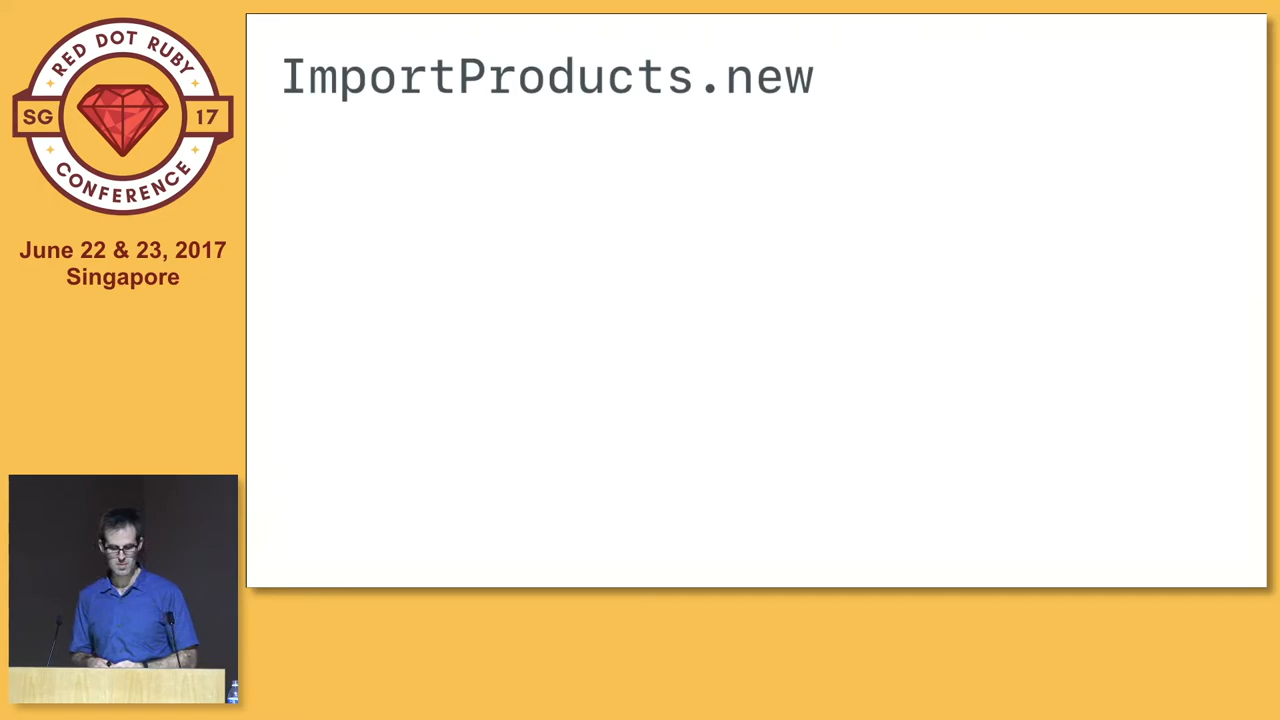 RED DOT RUBY
SG 17
CONFERENCE
June 22 & 23, 2017
Singapore
ImportProducts.new